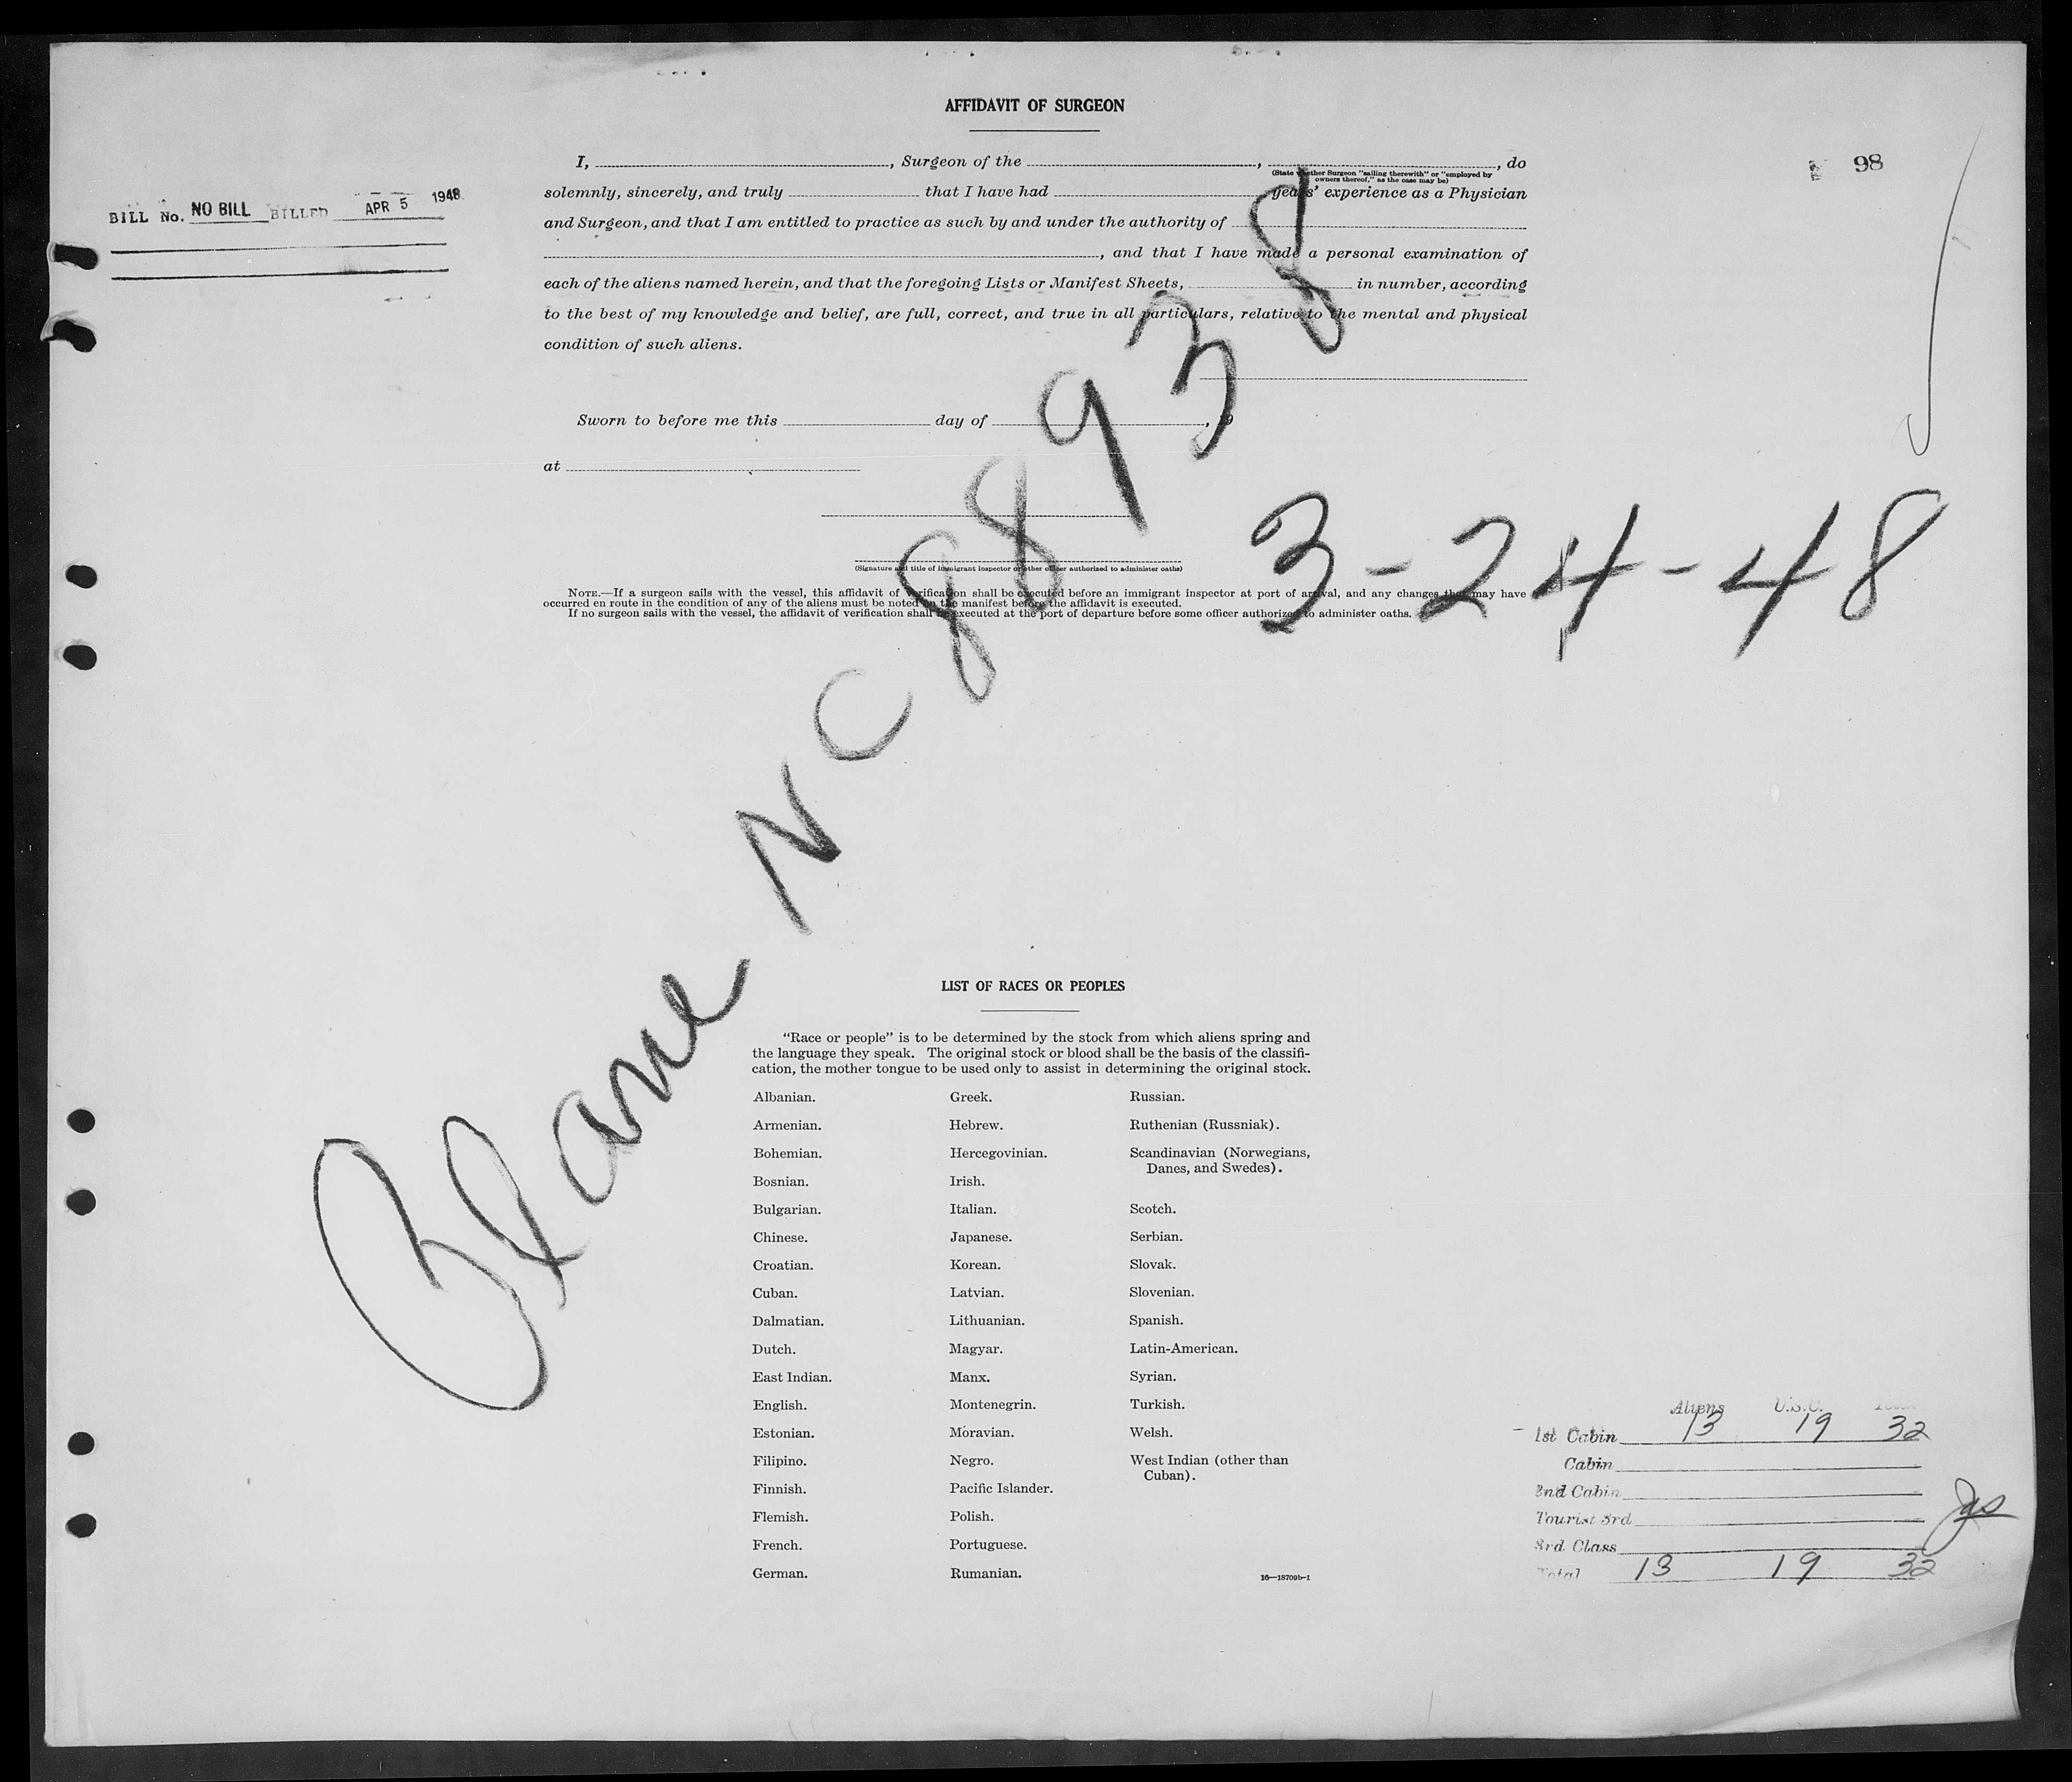 AFFIDAVIT OF SURGEON
I, , Surgeon of the , , do
(State whether Surgeon "sailing therewith" or "employed by
owners thereof," as the case may be)
98
solemnly, sincerely, and truly that I have had years' experience as a Physician
BILL No. NO BILL BILLED APR 5 1948
and Surgeon, and that I am entitled to practice as such by and under the authority of
, and that I have made a personal examination of
each of the aliens named herein, and that the foregoing Lists or Manifest Sheets, in number, according
to the best of my knowledge and belief, are full, correct, and true in all particulars, relative to the mental and physical
condition of such aliens.
Sworn to before me this day of , 19
at
(Signature and title of immigrant inspector or other officer authorized to administer oaths)
NOTE.—If a surgeon sails with the vessel, this affidavit of verification shall be executed before an immigrant inspector at port of arrival, and any changes that may have
occurred en route in the condition of any of the aliens must be noted on the manifest before the affidavit is executed.
If no surgeon sails with the vessel, the affidavit of verification shall be executed at the port of departure before some officer authorized to administer oaths.
Plane NC 88938
3-24-48
LIST OF RACES OR PEOPLES
"Race or people" is to be determined by the stock from which aliens spring and
the language they speak. The original stock or blood shall be the basis of the classifi-
cation, the mother tongue to be used only to assist in determining the original stock.
Albanian.
Armenian.
Bohemian.
Bosnian.
Bulgarian.
Chinese.
Croatian.
Cuban.
Dalmatian.
Dutch.
East Indian.
English.
Estonian.
Filipino.
Finnish.
Flemish.
French.
German.
Greek.
Hebrew.
Hercegovinian.
Irish.
Italian.
Japanese.
Korean.
Latvian.
Lithuanian.
Magyar.
Manx.
Montenegrin.
Moravian.
Negro.
Pacific Islander.
Polish.
Portuguese.
Rumanian.
Russian.
Ruthenian (Russniak).
Scandinavian (Norwegians,
Danes, and Swedes).
Scotch.
Serbian.
Slovak.
Slovenian.
Spanish.
Latin-American.
Syrian.
Turkish.
Welsh.
West Indian (other than
Cuban).
16—18709b-1
Aliens U.S.C. Total
1st Cabin 13 19 32
Cabin
2nd Cabin
Tourist 3rd
3rd Class
Total 13 19 32